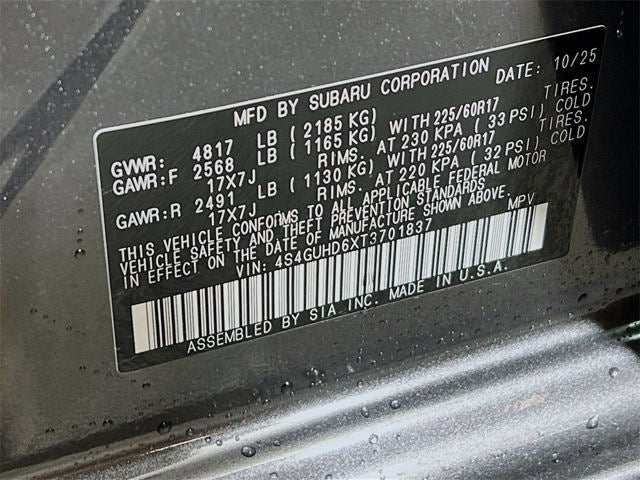 MFD BY SUBARU CORPORATION DATE: 10/25
GVWR: 4817 LB (2185 KG)
GAWR:F 2568 LB (1165 KG) WITH 225/60R17 TIRES.
17X7J RIMS. AT 230 KPA (33 PSI) COLD
GAWR:R 2491 LB (1130 KG) WITH 225/60R17 TIRES.
17X7J RIMS. AT 220 KPA (32 PSI) COLD
THIS VEHICLE CONFORMS TO ALL APPLICABLE FEDERAL MOTOR
VEHICLE SAFETY AND THEFT PREVENTION STANDARDS
IN EFFECT ON THE DATE OF MANUFACTURE SHOWN ABOVE.
VIN: 4S4GUHD6XT3701837 MPV
ASSEMBLED BY SIA INC. MADE IN U.S.A.